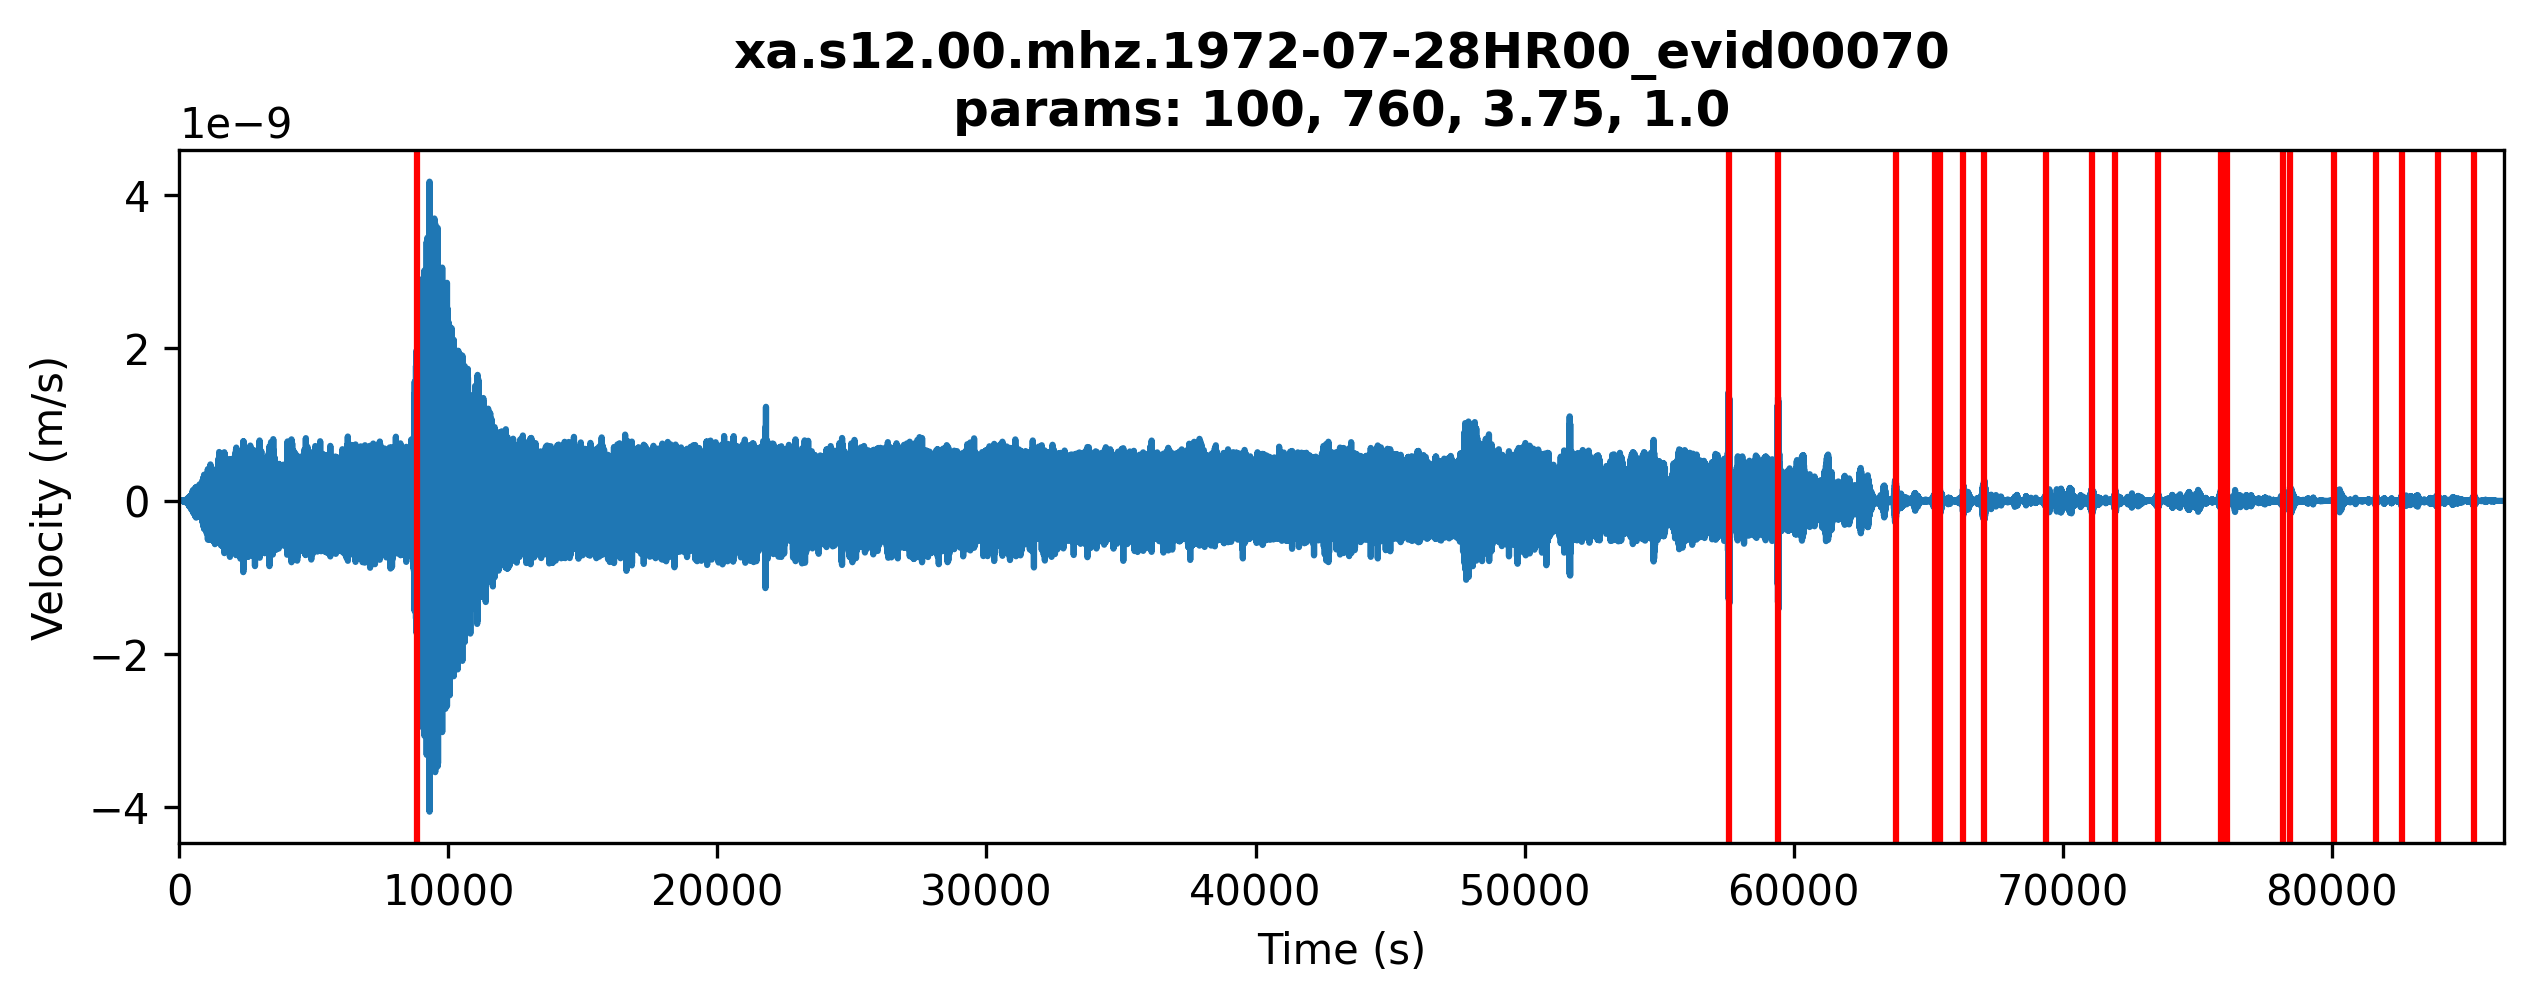 xa.s12.00.mhz.1972-07-28HR00_evid00070
params: 100, 760, 3.75, 1.0
1e−9
4
2
0
−2
−4
Velocity (m/s)
0 10000 20000 30000 40000 50000 60000 70000 80000
Time (s)